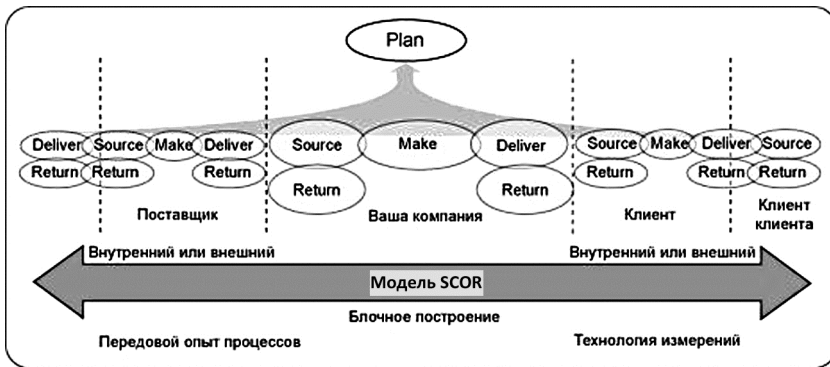 Plan
Deliver Source Make Deliver Source Make Deliver Source Make Deliver Source
Return Return Return Return Return Return Return Return
Поставщик Ваша компания Клиент Клиент
клиента
Внутренний или внешний Внутренний или внешний
Модель SCOR
Блочное построение
Передовой опыт процессов Технология измерений